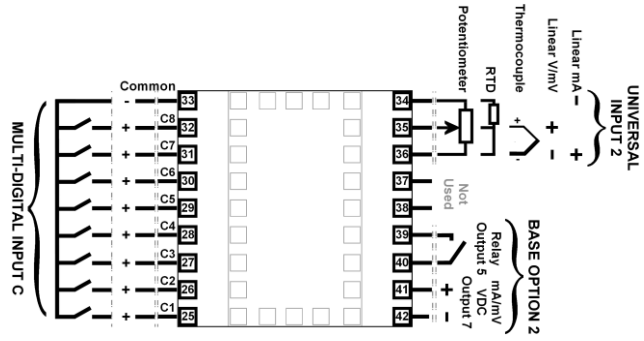 Common
- 33
+ C8 32
+ C7 31
+ C6 30
+ C5 29
+ C4 28
+ C3 27
+ C2 26
+ C1 25
MULTI-DIGITAL INPUT C
34
35
36
37
38
39
40
41
42
Potentiometer
RTD
Thermocouple
+ -
Linear V/mV
+ -
Linear mA
- +
UNIVERSAL
INPUT 2
Not
Used
Relay
Output 5
+ -
mA/mV
VDC
Output 7
BASE OPTION 2